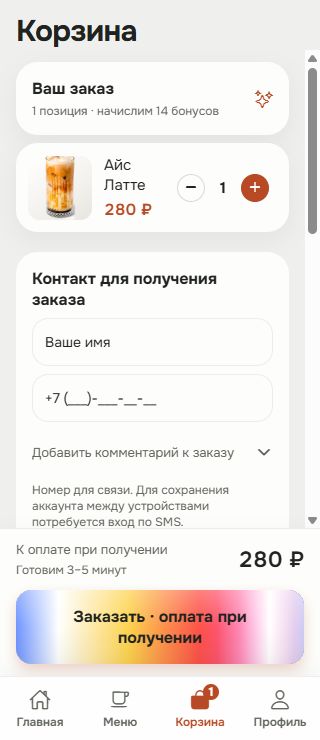 Корзина
Ваш заказ
1 позиция · начислим 14 бонусов
Айс
Латте
280 ₽
− 1 +
Контакт для получения
заказа
Ваше имя
+7 (___)-___-__-__
Добавить комментарий к заказу
Номер для связи. Для сохранения
аккаунта между устройствами
потребуется вход по SMS.
К оплате при получении
Готовим 3–5 минут
280 ₽
Заказать · оплата при
получении
1
Главная Меню Корзина Профиль